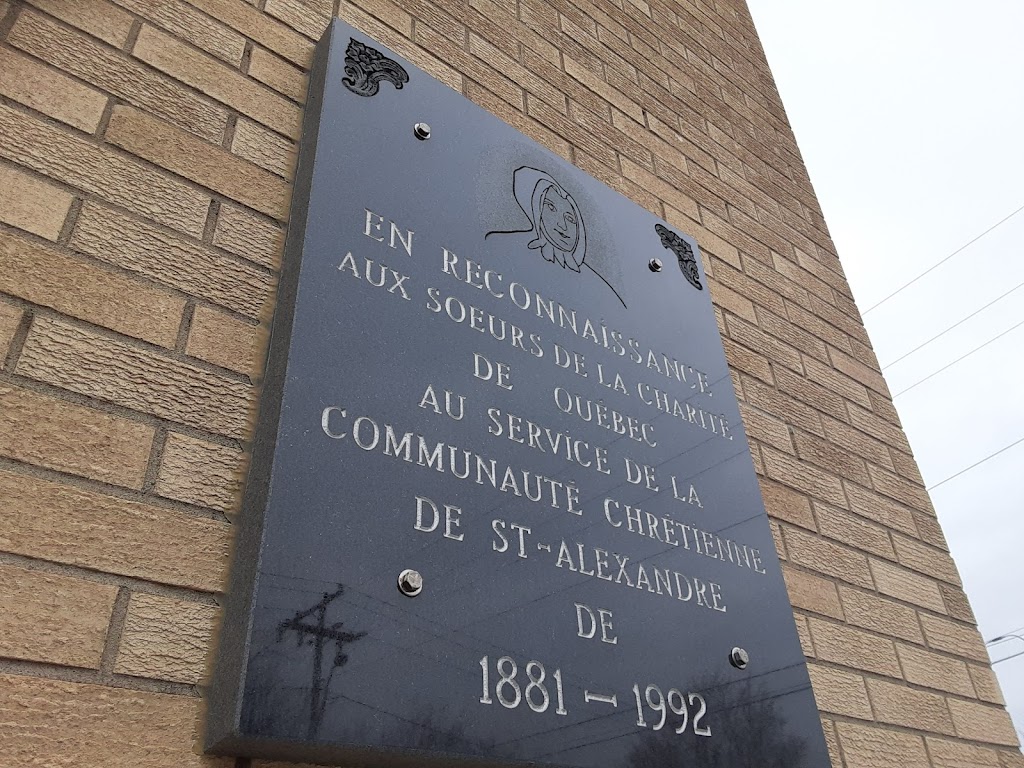 EN RECONNAISSANCE
AUX SOEURS DE LA CHARITÉ
DE QUÉBEC
AU SERVICE DE LA
COMMUNAUTÉ CHRÉTIENNE
DE ST-ALEXANDRE
DE
1881 - 1992